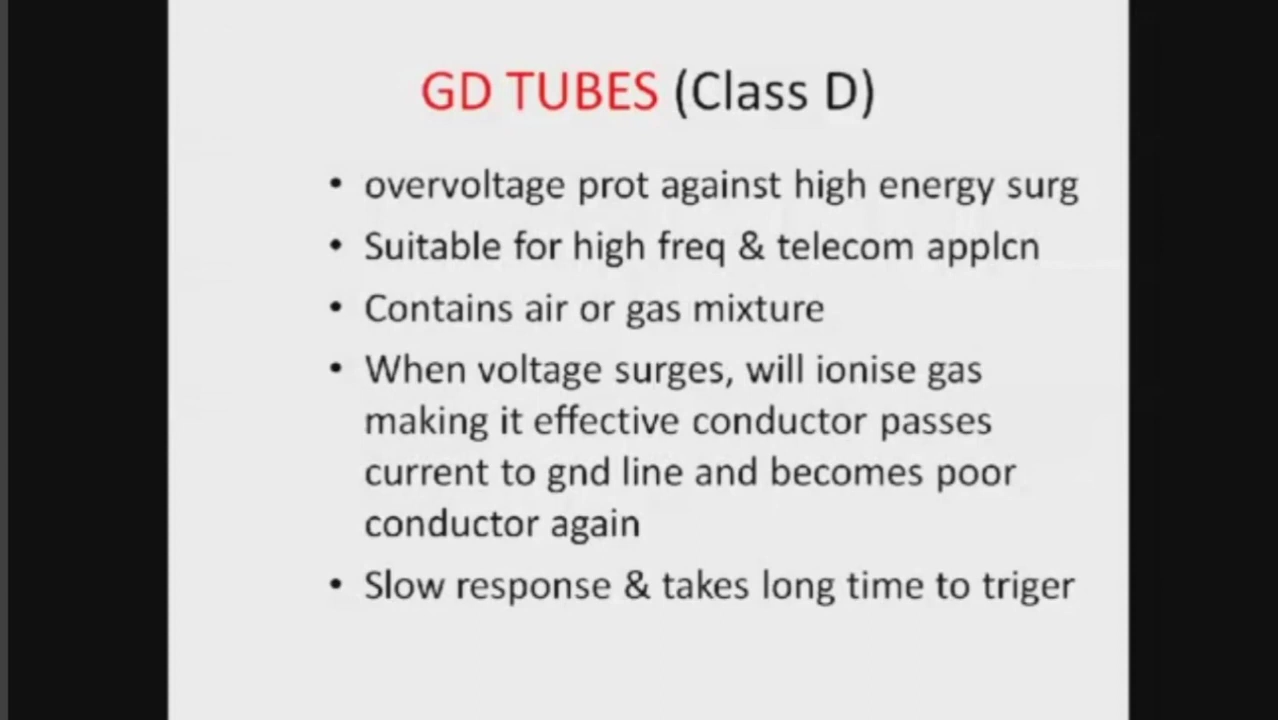 GD TUBES (Class D)
• overvoltage prot against high energy surg
• Suitable for high freq & telecom applcn
• Contains air or gas mixture
• When voltage surges, will ionise gas
making it effective conductor passes
current to gnd line and becomes poor
conductor again
• Slow response & takes long time to triger